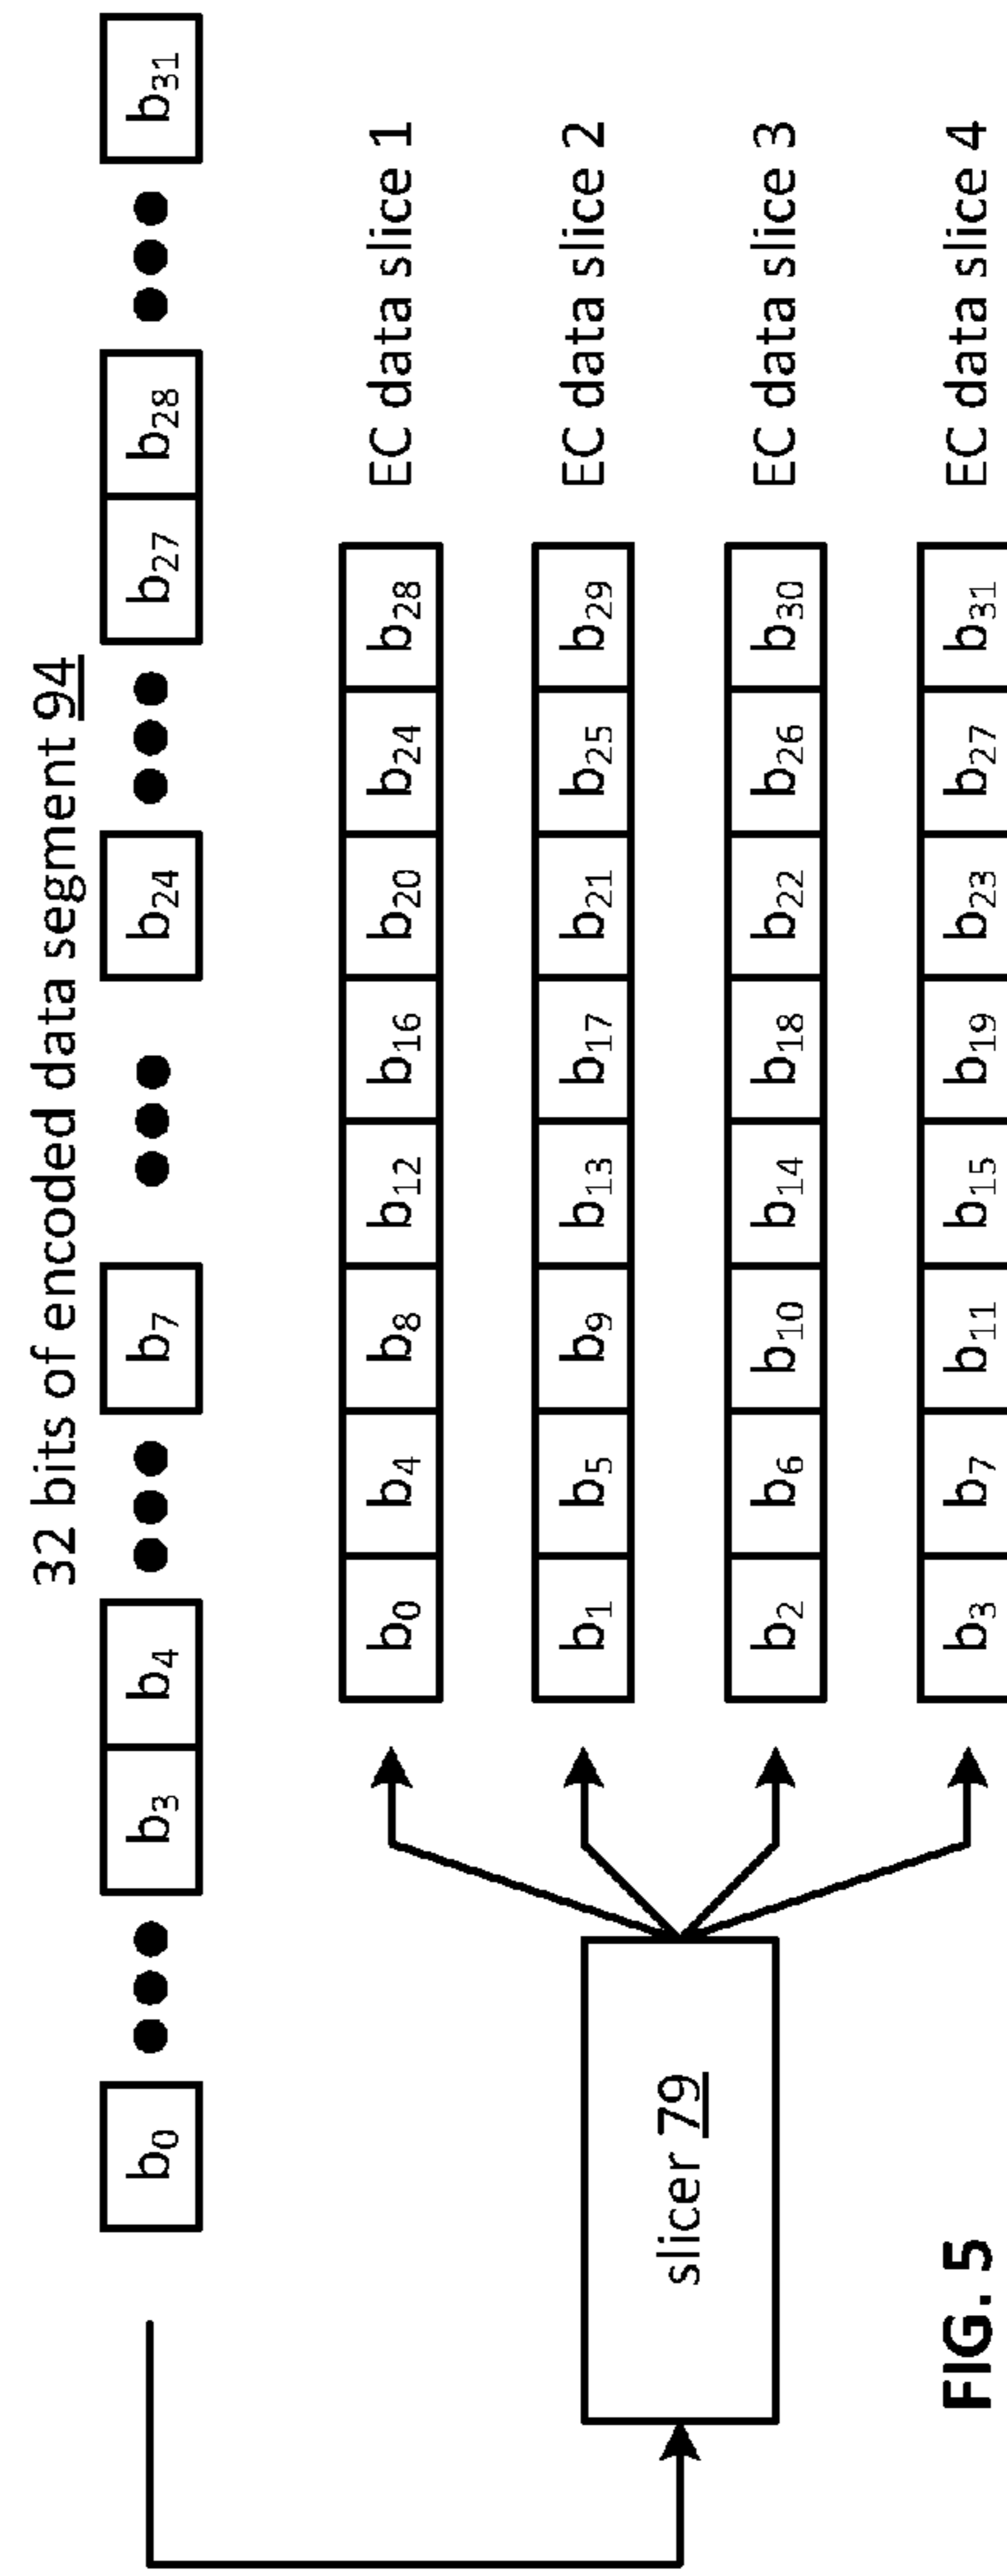 32 bits of encoded data segment 94
b0 ●●● b3 b4 ●●● b7 ●●● b24 ●●● b27 b28 ●●● b31
b0 b4 b8 b12 b16 b20 b24 b28 EC data slice 1
b1 b5 b9 b13 b17 b21 b25 b29 EC data slice 2
slicer 79
b2 b6 b10 b14 b18 b22 b26 b30 EC data slice 3
b3 b7 b11 b15 b19 b23 b27 b31 EC data slice 4
FIG. 5